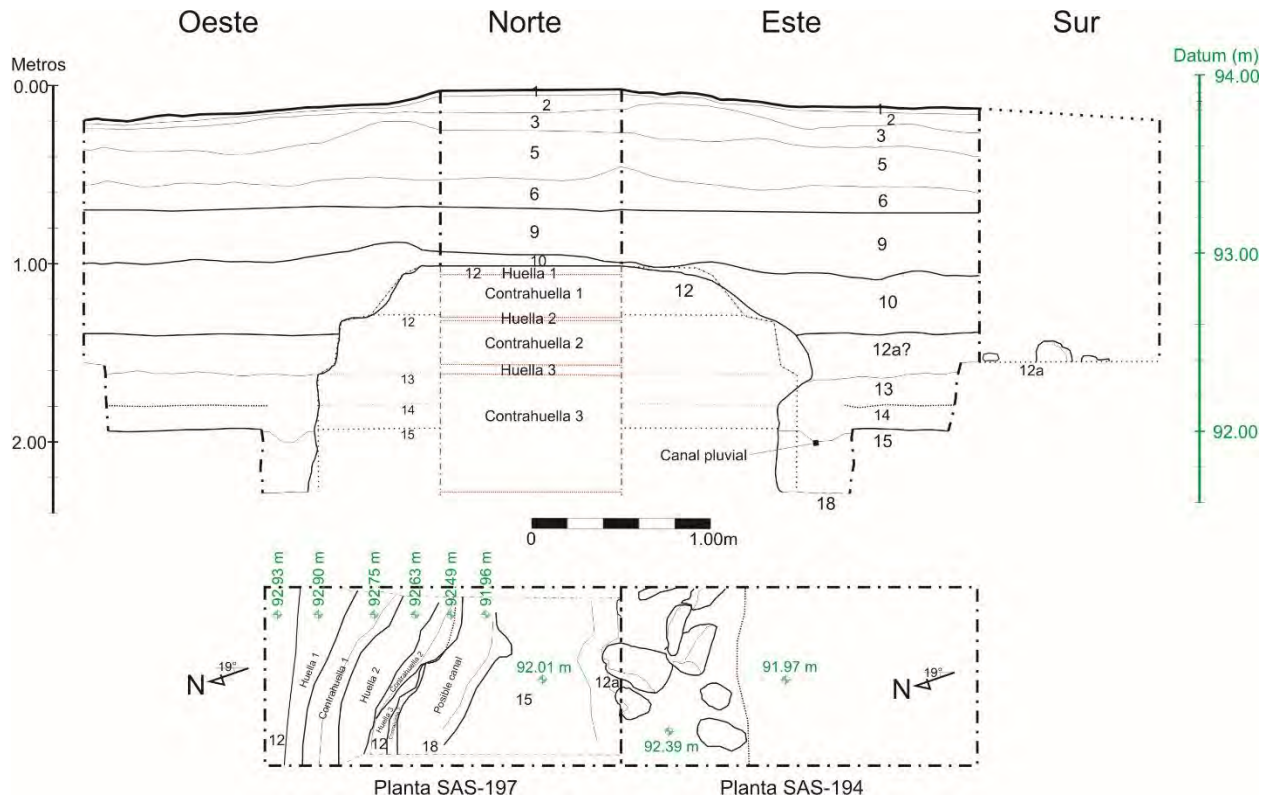 Oeste Norte Este Sur
Metros
Datum (m)
0.00
94.00
1
1
2
2
3
3
5
5
6
6
9
9
93.00
1.00
10
12 Huella 1
12
Contrahuella 1
10
12
Huella 2
Contrahuella 2
12a?
Huella 3
12a
13
13
14
Contrahuella 3
14
15
15
92.00
2.00
Canal pluvial
18
0 1.00m
92.93 m
92.90 m
92.75 m
92.63 m
92.49 m
91.96 m
N 19°
12
Huella 1
Contrahuella 1
Huella 2
Contrahuella 2
Huella 3
12
18
Posible canal
92.01 m
15
12a
92.39 m
91.97 m
N 19°
Planta SAS-197 Planta SAS-194